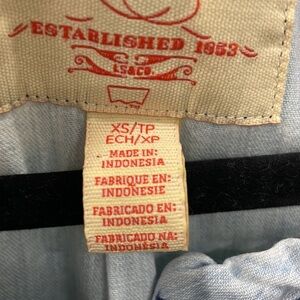 ESTABLISHED 1853
LS&CO.
XS/TP
ECH/XP
MADE IN:
INDONESIA
FABRIQUE EN:
INDONESIE
FABRICADO EN:
INDONESIA
FABRICADO NA:
INDONÉSIA